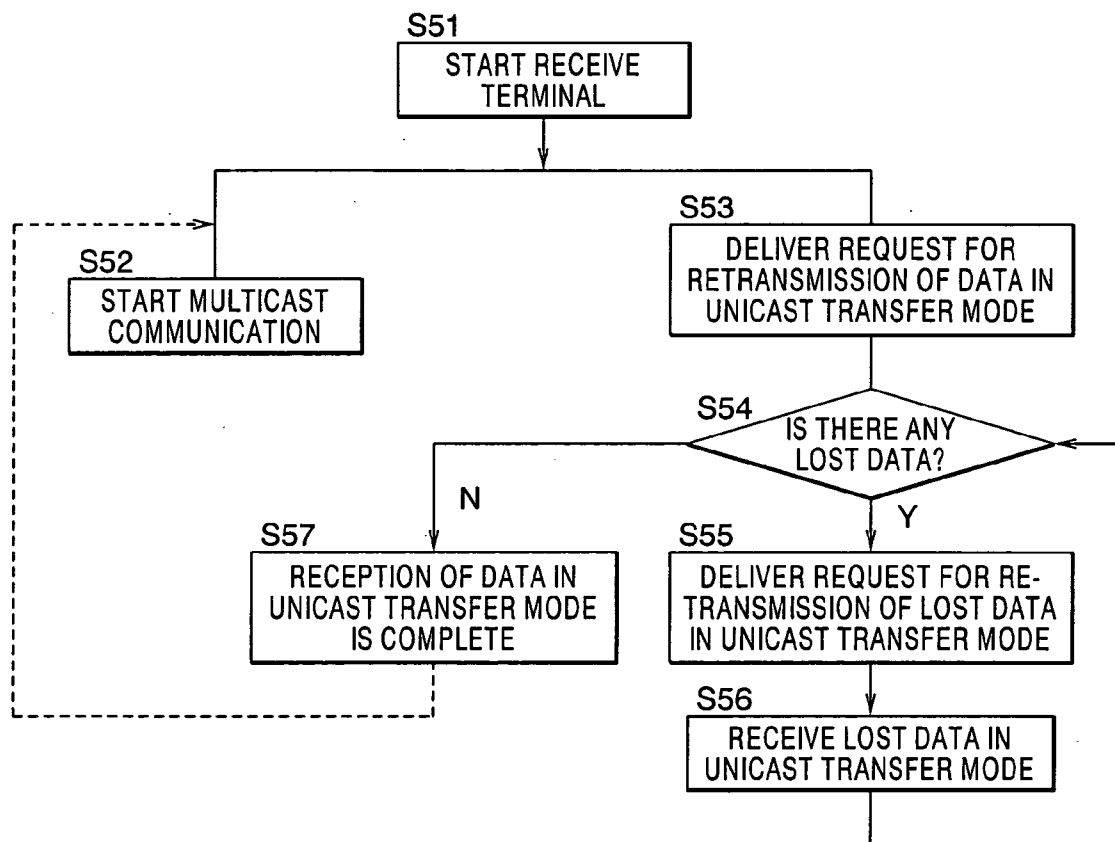 S51
START RECEIVE
TERMINAL
S53
DELIVER REQUEST FOR
RETRANSMISSION OF DATA IN
UNICAST TRANSFER MODE
S52
START MULTICAST
COMMUNICATION
S54
IS THERE ANY
LOST DATA?
N
Y
S57
RECEPTION OF DATA IN
UNICAST TRANSFER MODE
IS COMPLETE
S55
DELIVER REQUEST FOR RE-
TRANSMISSION OF LOST DATA
IN UNICAST TRANSFER MODE
S56
RECEIVE LOST DATA IN
UNICAST TRANSFER MODE